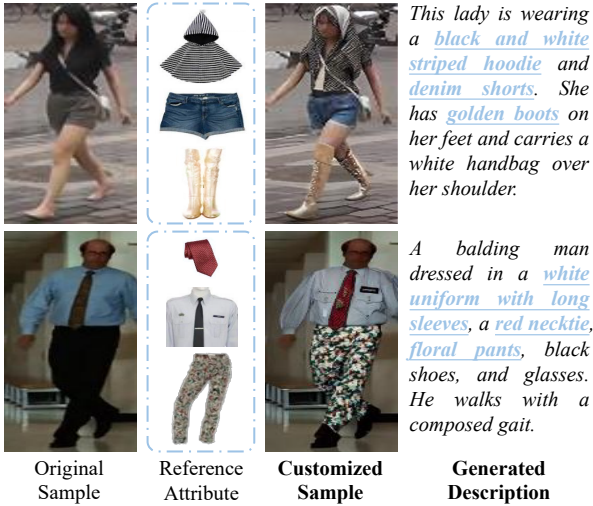 This lady is wearing
a black and white
striped hoodie and
denim shorts. She
has golden boots on
her feet and carries a
white handbag over
her shoulder.
A balding man
dressed in a white
uniform with long
sleeves, a red necktie,
floral pants, black
shoes, and glasses.
He walks with a
composed gait.
Original
Sample
Reference
Attribute
Customized
Sample
Generated
Description